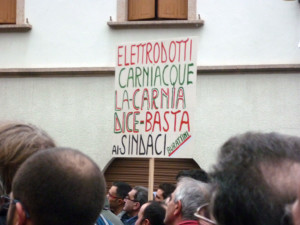 ELETTRODOTTI
CARNIACQUE
LA-CARNIA
DICE-BASTA
AI SINDACI